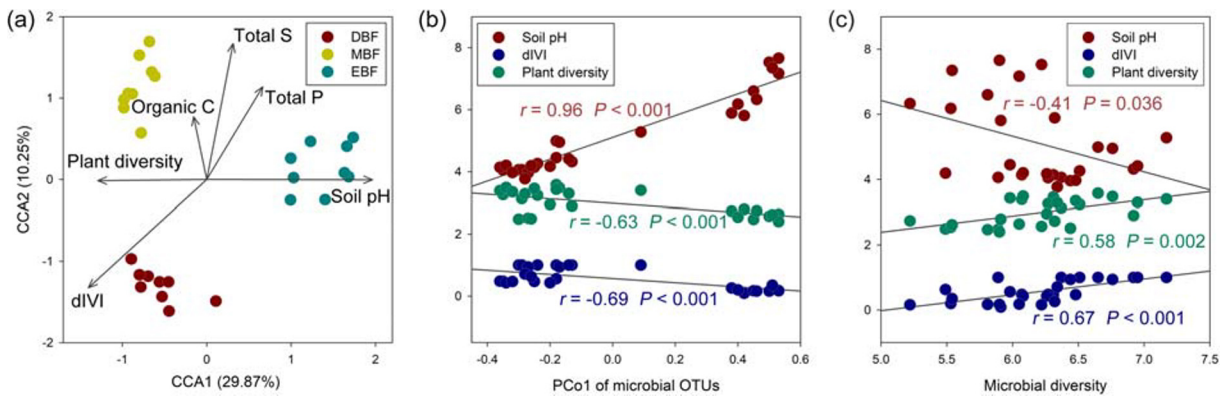 (a)
DBF
MBF
EBF
Total S
Total P
Organic C
Plant diversity
Soil pH
dIVI
2
1
0
-1
-2
-1
0
1
2
CCA2 (10.25%)
CCA1 (29.87%)
(b)
Soil pH
dIVI
Plant diversity
r = 0.96 P < 0.001
r = -0.63 P < 0.001
r = -0.69 P < 0.001
8
6
4
2
0
-0.4
-0.2
0.0
0.2
0.4
0.6
PCo1 of microbial OTUs
(c)
Soil pH
dIVI
Plant diversity
r = -0.41 P = 0.036
r = 0.58 P = 0.002
r = 0.67 P < 0.001
8
6
4
2
0
5.0
5.5
6.0
6.5
7.0
7.5
Microbial diversity